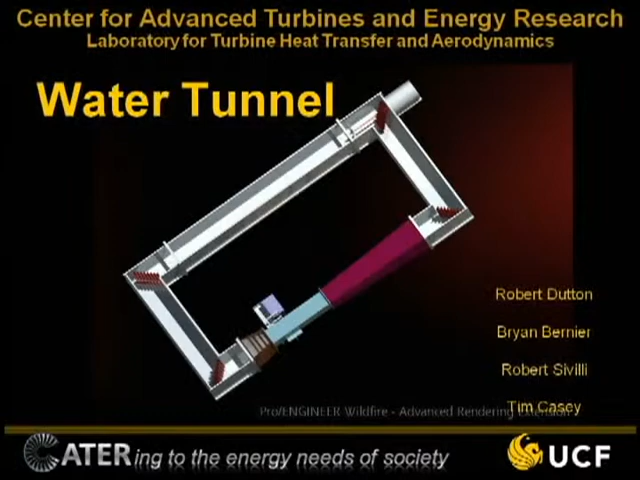 Center for Advanced Turbines and Energy Research
Laboratory for Turbine Heat Transfer and Aerodynamics
Water Tunnel
Robert Dutton
Bryan Bernier
Robert Sivilli
Tim Casey
Pro/ENGINEER Wildfire - Advanced Rendering Extension
CATERing to the energy needs of society
UCF